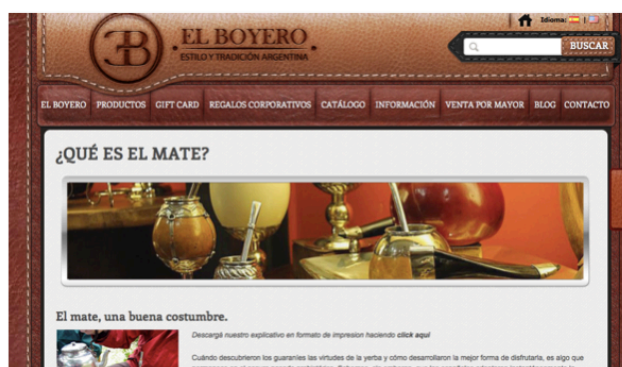 Idioma: |
EL BOYERO
ESTILO Y TRADICIÓN ARGENTINA
BUSCAR
EL BOYERO PRODUCTOS GIFT CARD REGALOS CORPORATIVOS CATÁLOGO INFORMACIÓN VENTA POR MAYOR BLOG CONTACTO
¿QUÉ ES EL MATE?
El mate, una buena costumbre.
Descargá nuestro explicativo en formato de impresion haciendo click aquí
Cuándo descubrieron los guaraníes las virtudes de la yerba y cómo desarrollaron la mejor forma de disfrutarla, es algo que